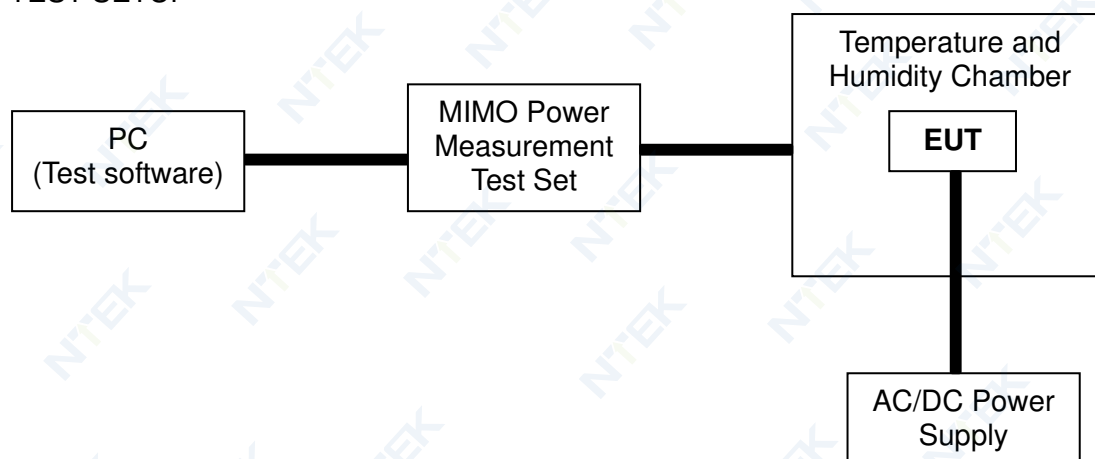 TEST SETUP
Temperature and
Humidity Chamber
EUT
PC
(Test software)
MIMO Power
Measurement
Test Set
AC/DC Power
Supply
NTEK